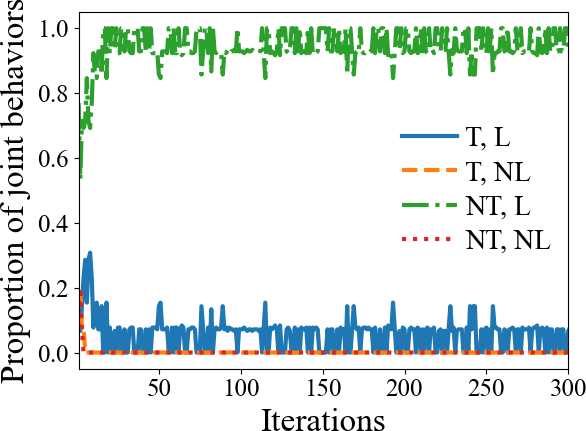 Proportion of joint behaviors
1.0
0.8
0.6
0.4
0.2
0.0
T, L
T, NL
NT, L
NT, NL
50 100 150 200 250 300
Iterations